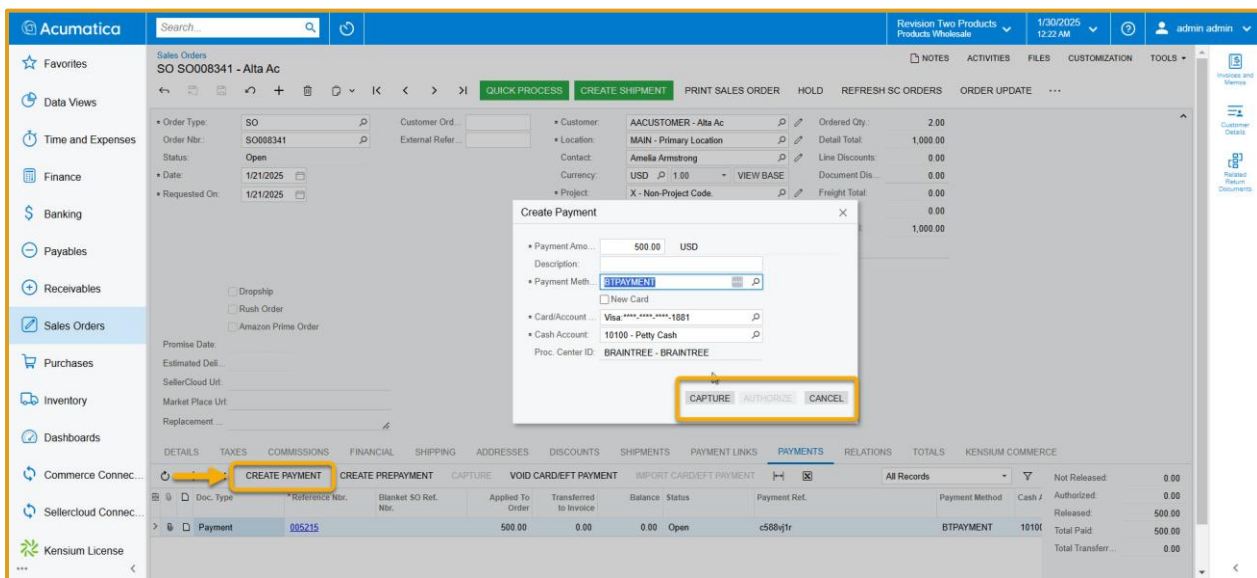 Acumatica
Search...
Revision Two Products
Products Wholesale
1/30/2025
12:22 AM
admin admin
Favorites
Data Views
Time and Expenses
Finance
Banking
Payables
Receivables
Sales Orders
Purchases
Inventory
Dashboards
Commerce Connec...
Sellercloud Connec...
Kensium License
Sales Orders
SO SO008341 - Alta Ac
NOTES ACTIVITIES FILES CUSTOMIZATION TOOLS
QUICK PROCESS CREATE SHIPMENT PRINT SALES ORDER HOLD REFRESH SC ORDERS ORDER UPDATE ...
* Order Type: SO
Order Nbr.: SO008341
Status: Open
* Date: 1/21/2025
* Requested On: 1/21/2025
Customer Ord...
External Refer...
* Customer: AACUSTOMER - Alta Ac
* Location: MAIN - Primary Location
Contact: Amelia Armstrong
Currency: USD 1.00 VIEW BASE
* Project: X - Non-Project Code.
Ordered Qty.: 2.00
Detail Total: 1,000.00
Line Discounts: 0.00
Document Dis... 0.00
Freight Total: 0.00
0.00
1,000.00
Dropship
Rush Order
Amazon Prime Order
Promise Date:
Estimated Deli...
SellerCloud Url:
Market Place Url:
Replacement ...
Create Payment
* Payment Amo... 500.00 USD
Description:
* Payment Meth... BTPAYMENT
New Card
* Card/Account ... Visa:****-****-****-1881
* Cash Account: 10100 - Petty Cash
Proc. Center ID: BRAINTREE - BRAINTREE
CAPTURE AUTHORIZE CANCEL
DETAILS TAXES COMMISSIONS FINANCIAL SHIPPING ADDRESSES DISCOUNTS SHIPMENTS PAYMENT LINKS PAYMENTS RELATIONS TOTALS KENSIUM COMMERCE
CREATE PAYMENT CREATE PREPAYMENT CAPTURE VOID CARD/EFT PAYMENT IMPORT CARD/EFT PAYMENT All Records
Doc. Type *Reference Nbr. Blanket SO Ref. Nbr. Applied To Order Transferred to Invoice Balance Status Payment Ref. Payment Method Cash A
Payment 005215 500.00 0.00 0.00 Open c588vj1r BTPAYMENT 10100
Not Released: 0.00
Authorized: 0.00
Released: 500.00
Total Paid: 500.00
Total Transferr... 0.00
Invoices and
Memos
Customer
Details
Related
Return
Documents